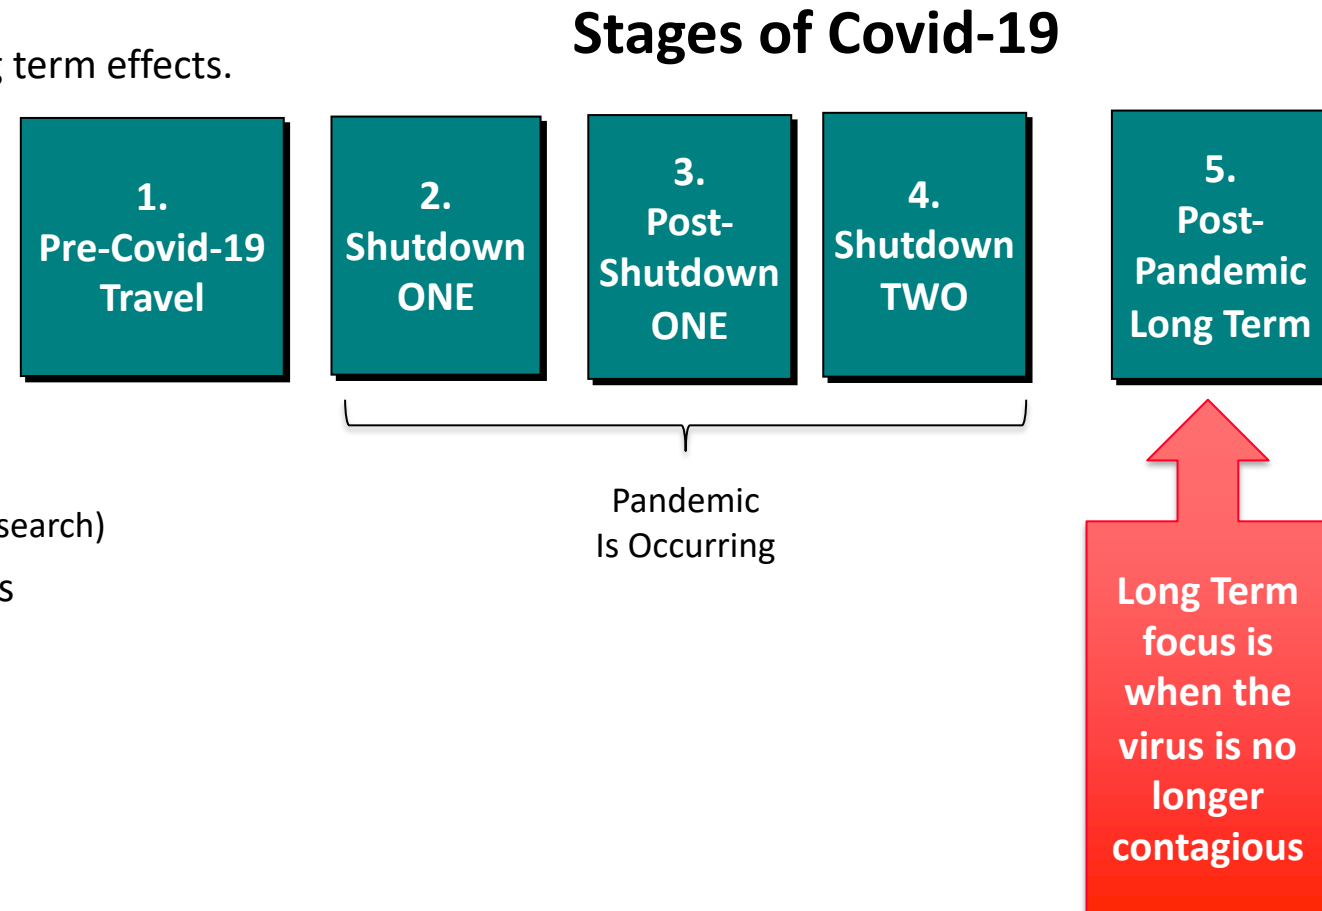 Stages of Covid-19
g term effects.
1.
Pre-Covid-19
Travel
2.
Shutdown
ONE
3.
Post-
Shutdown
ONE
4.
Shutdown
TWO
5.
Post-
Pandemic
Long Term
Pandemic
Is Occurring
search)
s
Long Term
focus is
when the
virus is no
longer
contagious